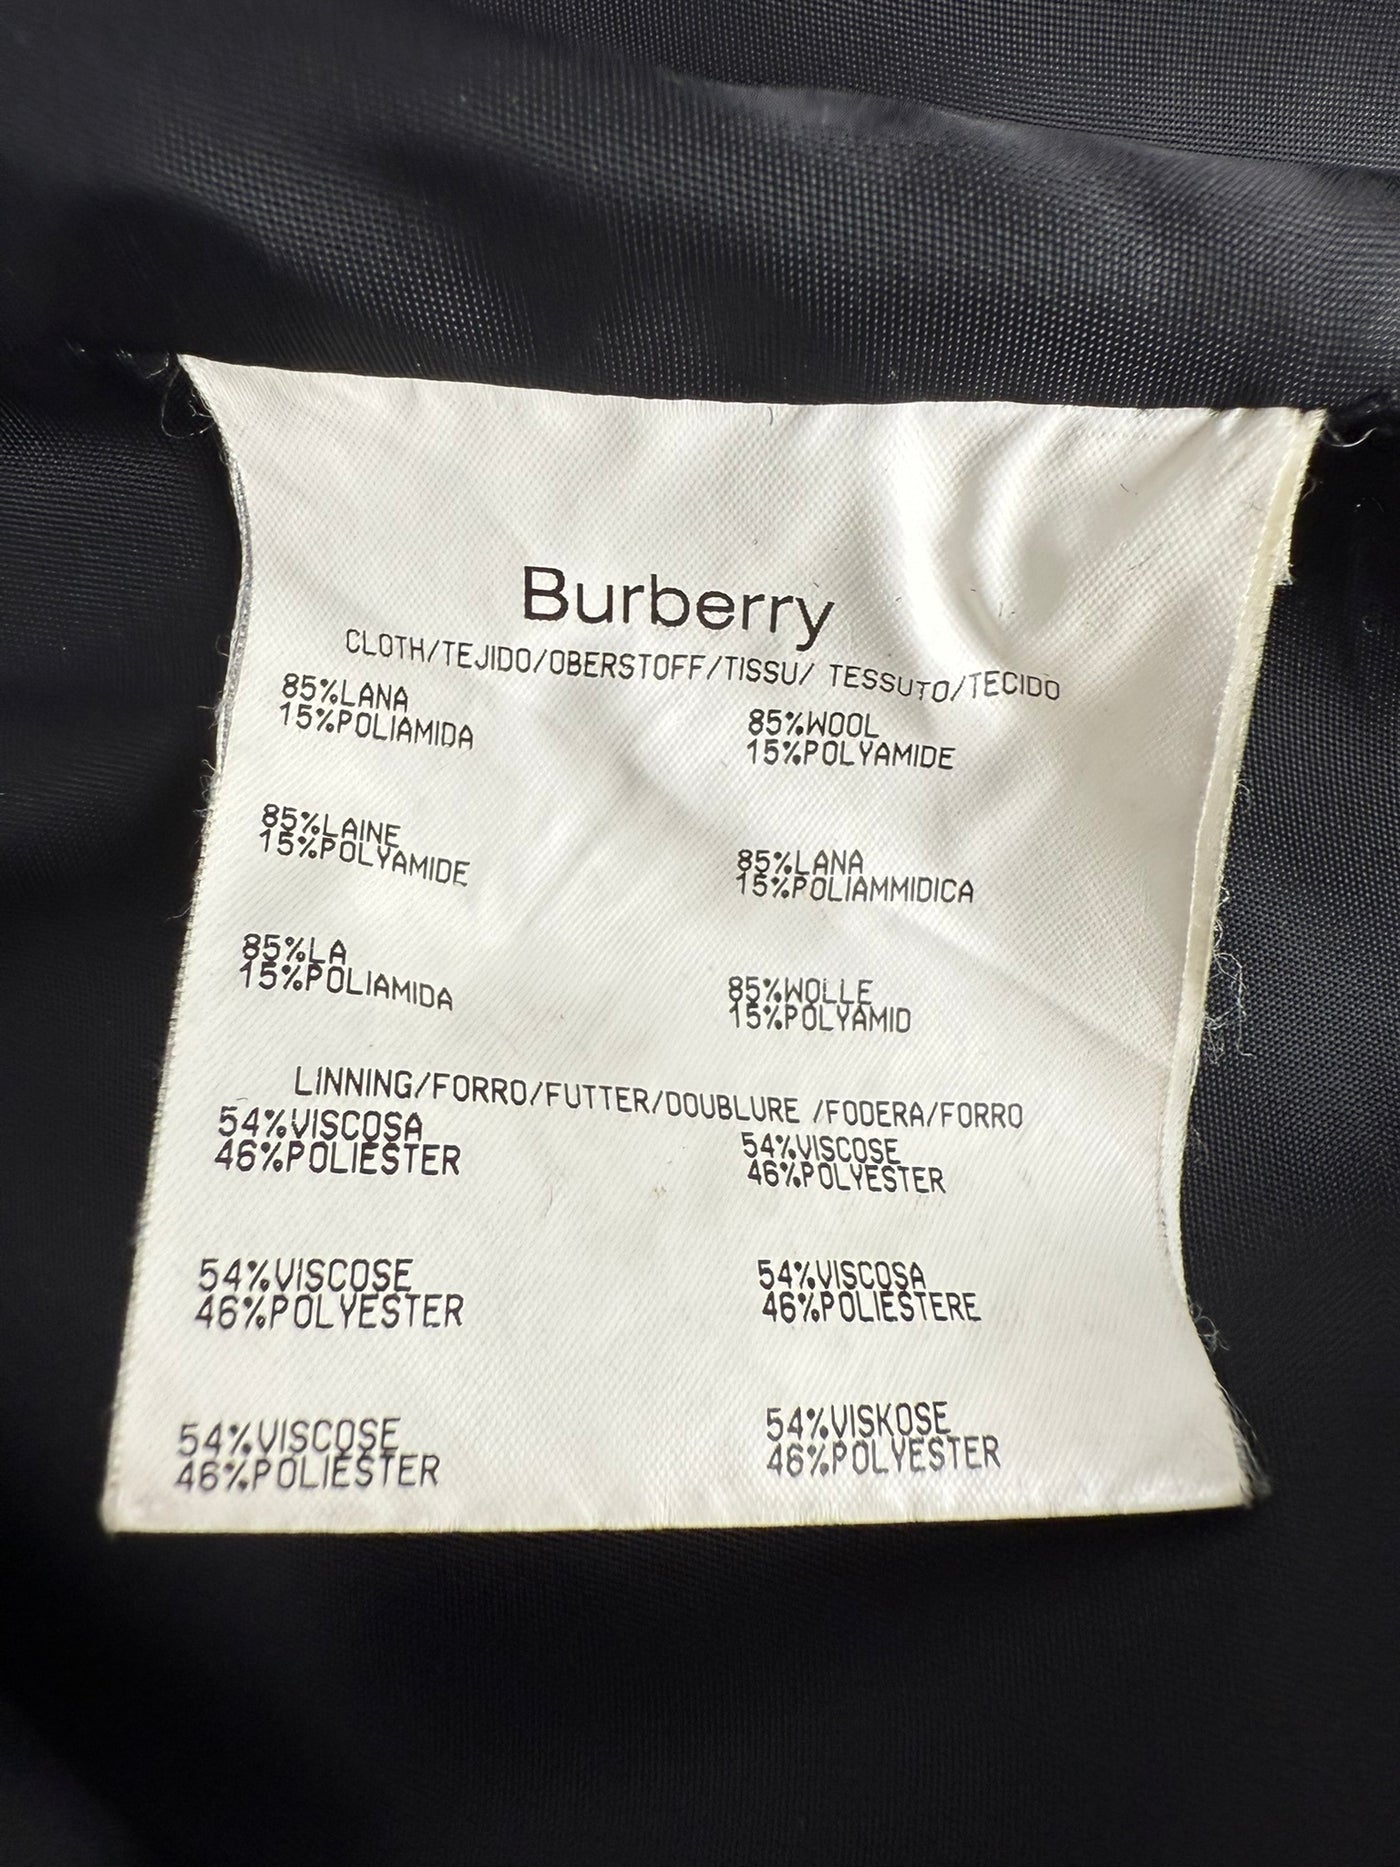 Burberry
CLOTH/TEJIDO/OBERSTOFF/TISSU/ TESSUTO/TECIDO
85%LANA
15%POLIAMIDA
85%WOOL
15%POLYAMIDE
85%LAINE
15%POLYAMIDE
85%LANA
15%POLIAMMIDICA
85%LA
15%POLIAMIDA
85%WOLLE
15%POLYAMID
LINNING/FORRO/FUTTER/DOUBLURE /FODERA/FORRO
54%VISCOSA
46%POLIESTER
54%VISCOSE
46%POLYESTER
54%VISCOSE
46%POLYESTER
54%VISCOSA
46%POLIESTERE
54%VISCOSE
46%POLIESTER
54%VISKOSE
46%POLYESTER